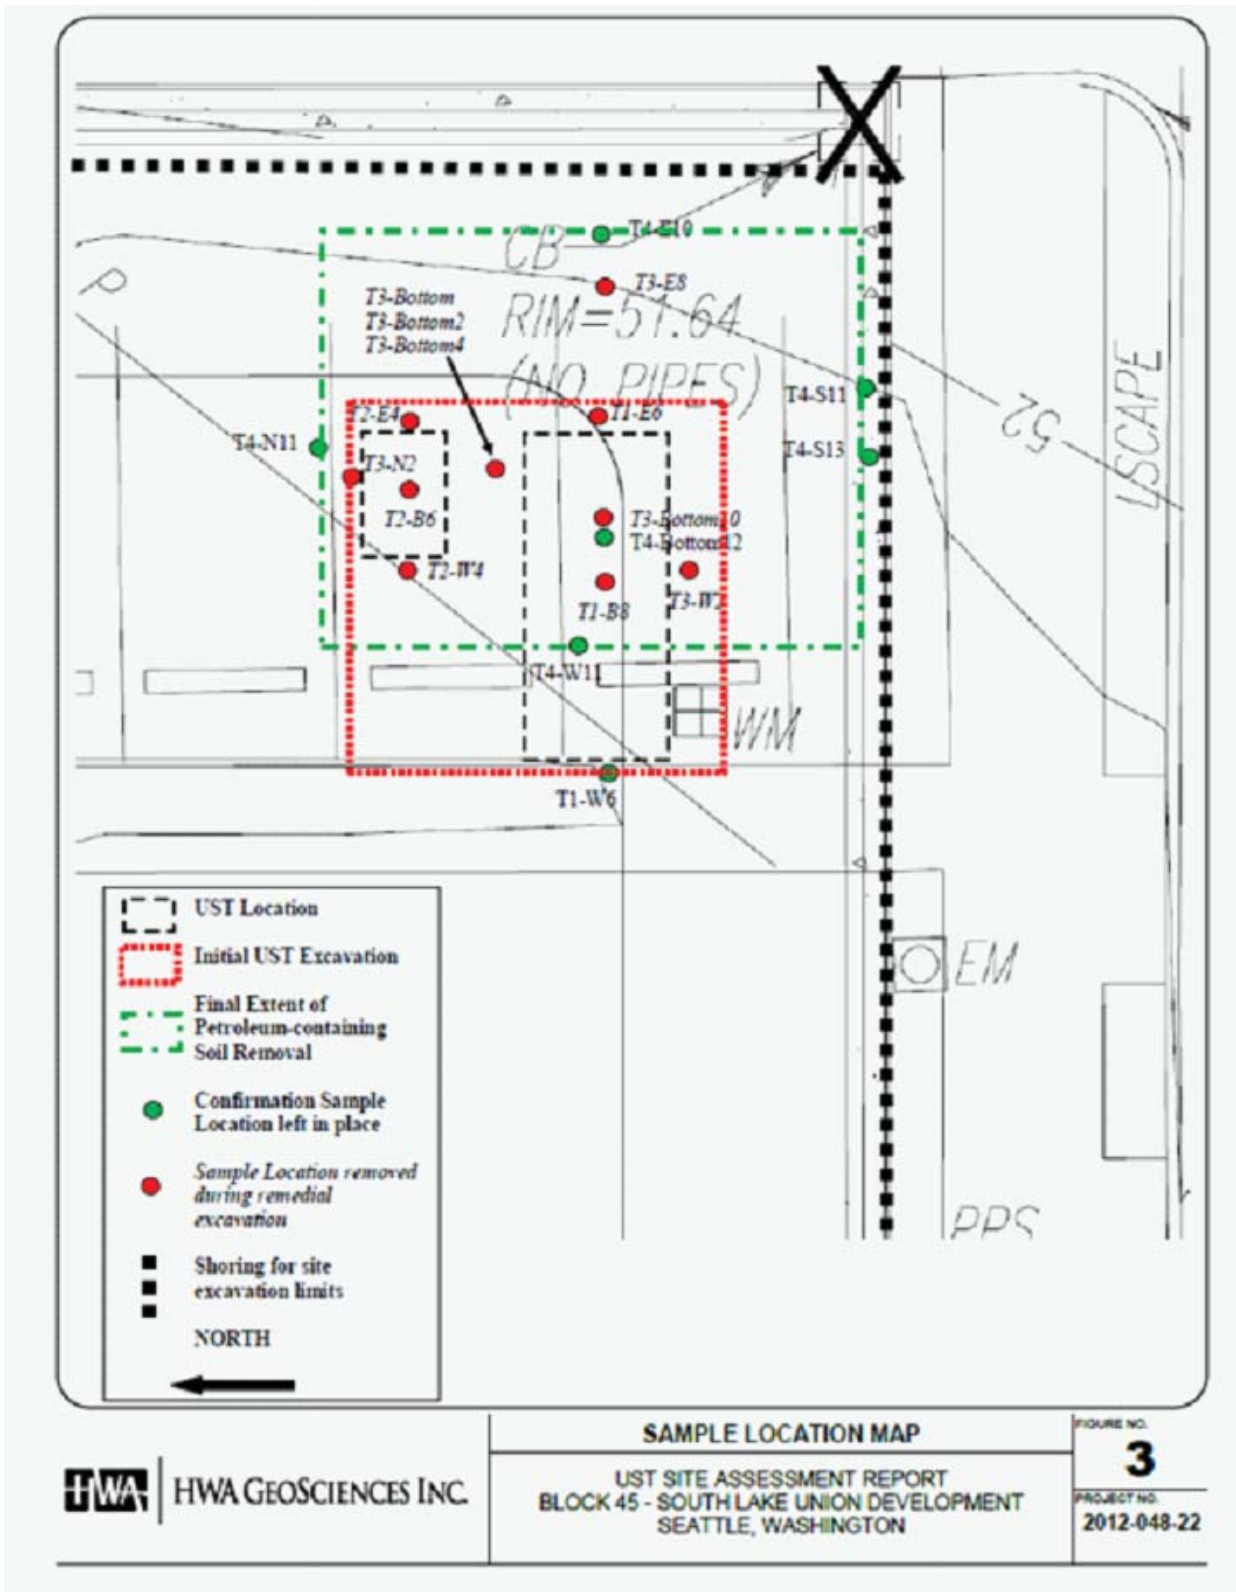 T4-E10
CB
T3-E8
T3-Bottom
T3-Bottom2
T3-Bottom4
RIM=51.64
(NO PIPES)
T4-S11
52
T2-E4
T1-E6
T4-N11
T4-S13
T3-N2
T2-B6
T3-Bottom10
T4-Bottom12
T2-W4
T1-B8
T3-W2
T4-W11
WM
T1-W6
EM
UST Location
Initial UST Excavation
Final Extent of
Petroleum-containing
Soil Removal
Confirmation Sample
Location left in place
Sample Location removed
during remedial
excavation
Shoring for site
excavation limits
NORTH
HWA
HWA GEOSCIENCES INC.
SAMPLE LOCATION MAP
UST SITE ASSESSMENT REPORT
BLOCK 45 - SOUTH LAKE UNION DEVELOPMENT
SEATTLE, WASHINGTON
FIGURE NO.
3
PROJECT NO.
2012-048-22